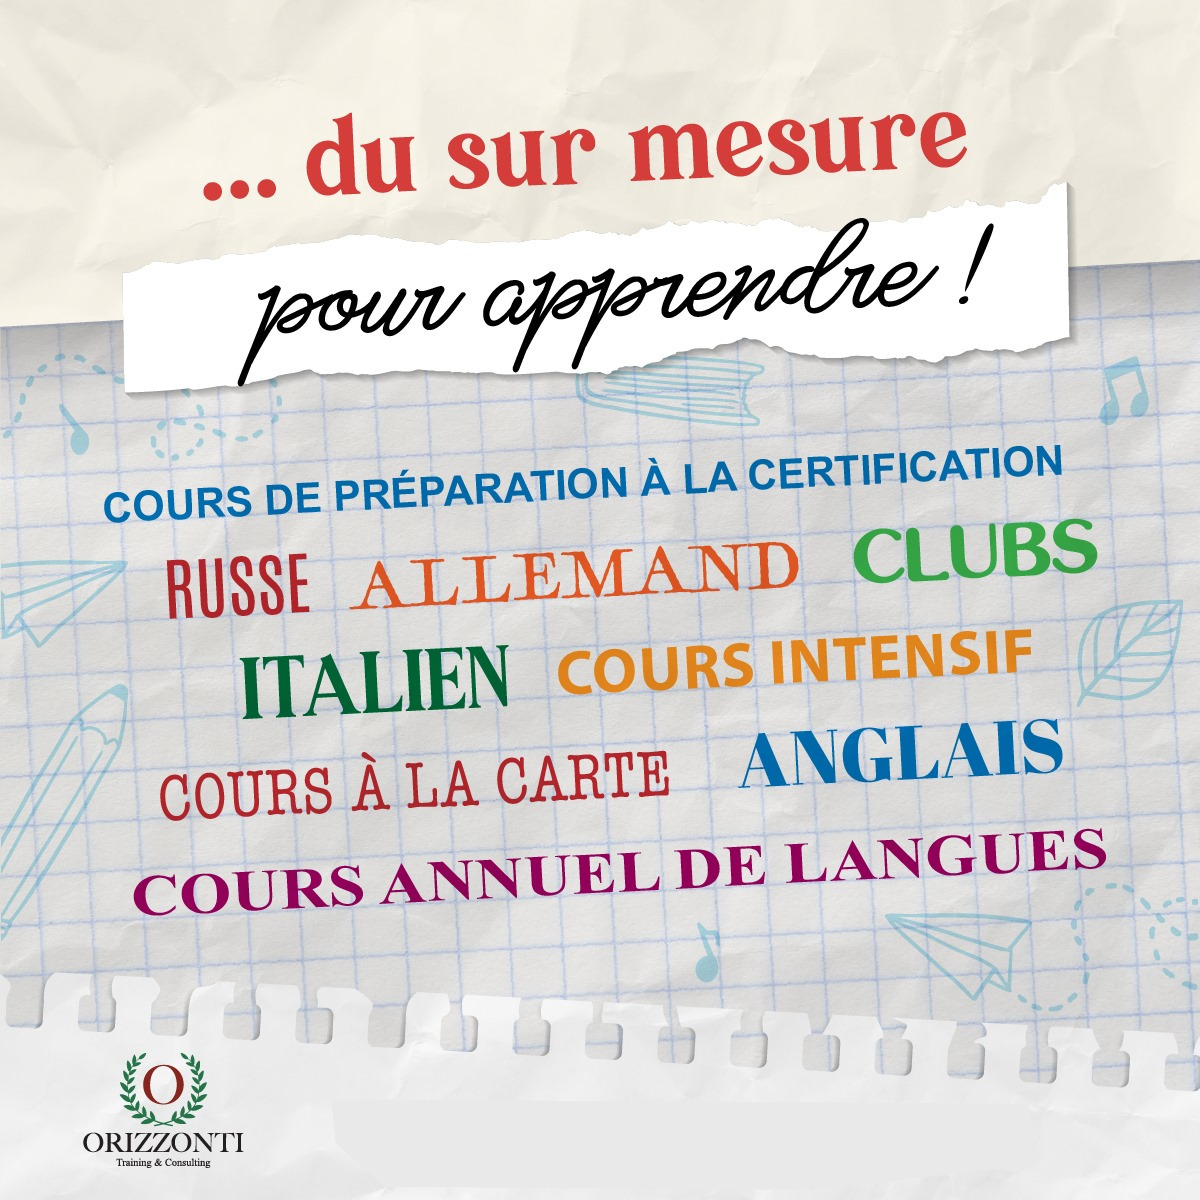 ... du sur mesure
pour apprendre !
COURS DE PRÉPARATION À LA CERTIFICATION
RUSSE ALLEMAND CLUBS
ITALIEN COURS INTENSIF
COURS À LA CARTE ANGLAIS
COURS ANNUEL DE LANGUES
O
ORIZZONTI
Training & Consulting